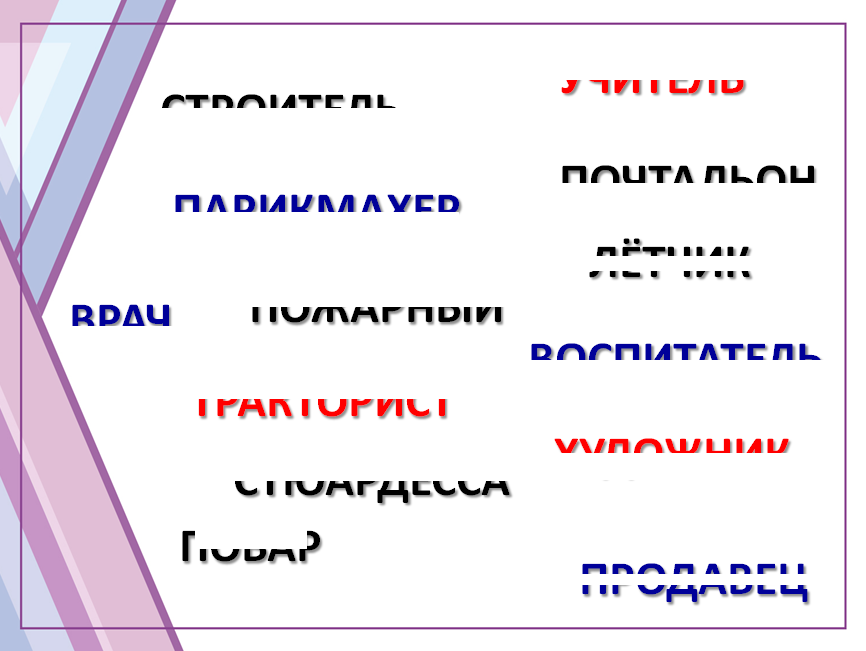 СТРОИТЕЛЬ
УЧИТЕЛЬ
ПОЧТАЛЬОН
ПАРИКМАХЕР
ЛЁТЧИК
ВРАЧ
ПОЖАРНЫЙ
ВОСПИТАТЕЛЬ
ТРАКТОРИСТ
ХУДОЖНИК
СТЮАРДЕССА
ПОВАР
ПРОДАВЕЦ